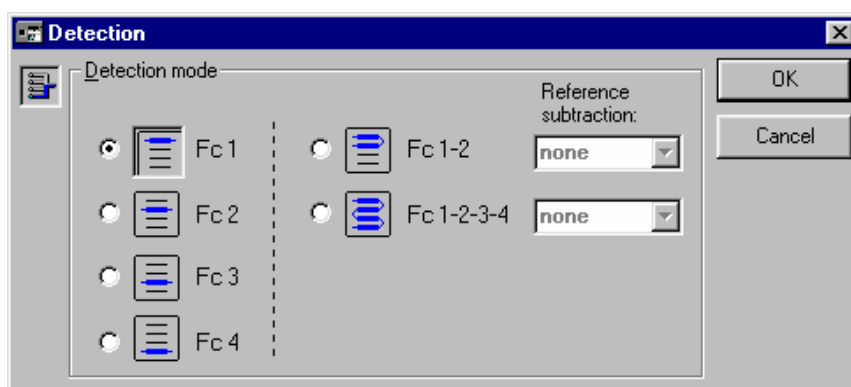 Detection
Detection mode
OK
Cancel
Reference
subtraction:
Fc 1
Fc 1-2
none
Fc 2
Fc 1-2-3-4
none
Fc 3
Fc 4